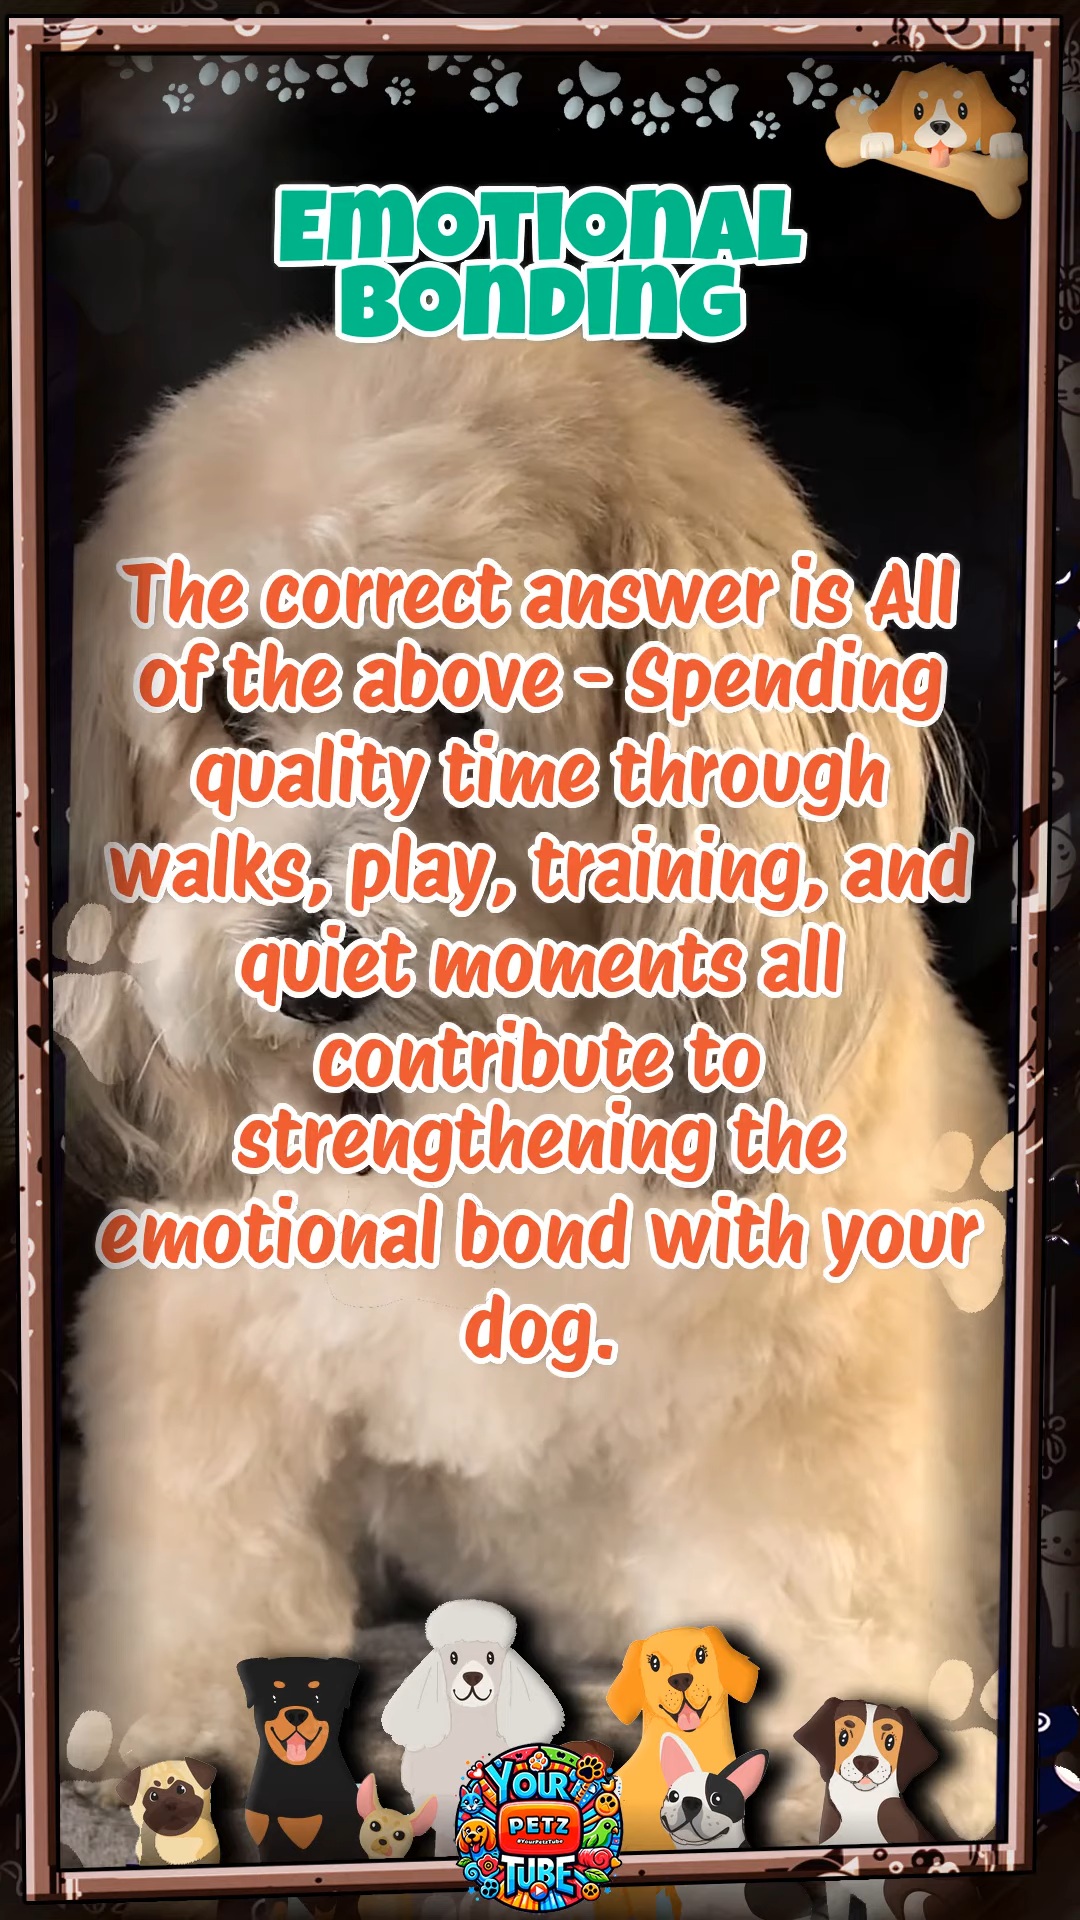 Emotional
Bonding
The correct answer is All
of the above - Spending
quality time through
walks, play, training, and
quiet moments all
contribute to
strengthening the
emotional bond with your
dog.
YOUR
PETZ
#YourPetzTube
TUBE